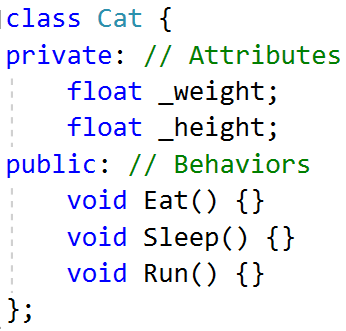 class Cat {
private: // Attributes
    float _weight;
    float _height;
public: // Behaviors
    void Eat() {}
    void Sleep() {}
    void Run() {}
};